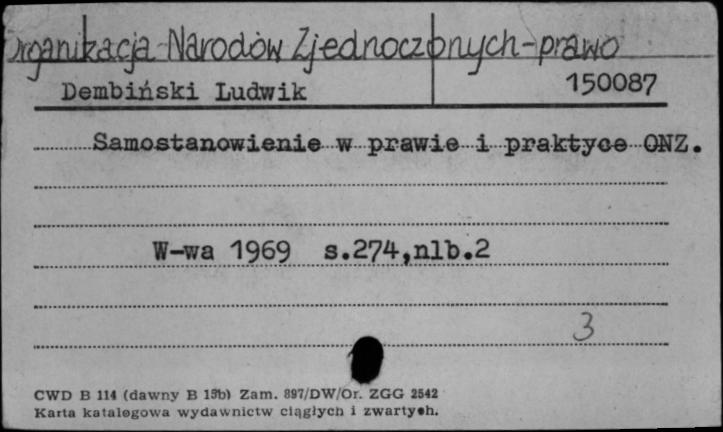 Organizacja Narodów Zjednoczonych-prawo
Dembiński Ludwik 150087
Samostanowienie w prawie i praktyce ONZ.
W-wa 1969 s.274,nlb.2
3
CWD B 114 (dawny B 15b) Zam. 897/DW/Or. ZGG 2542
Karta katalogowa wydawnictw ciągłych i zwartych.